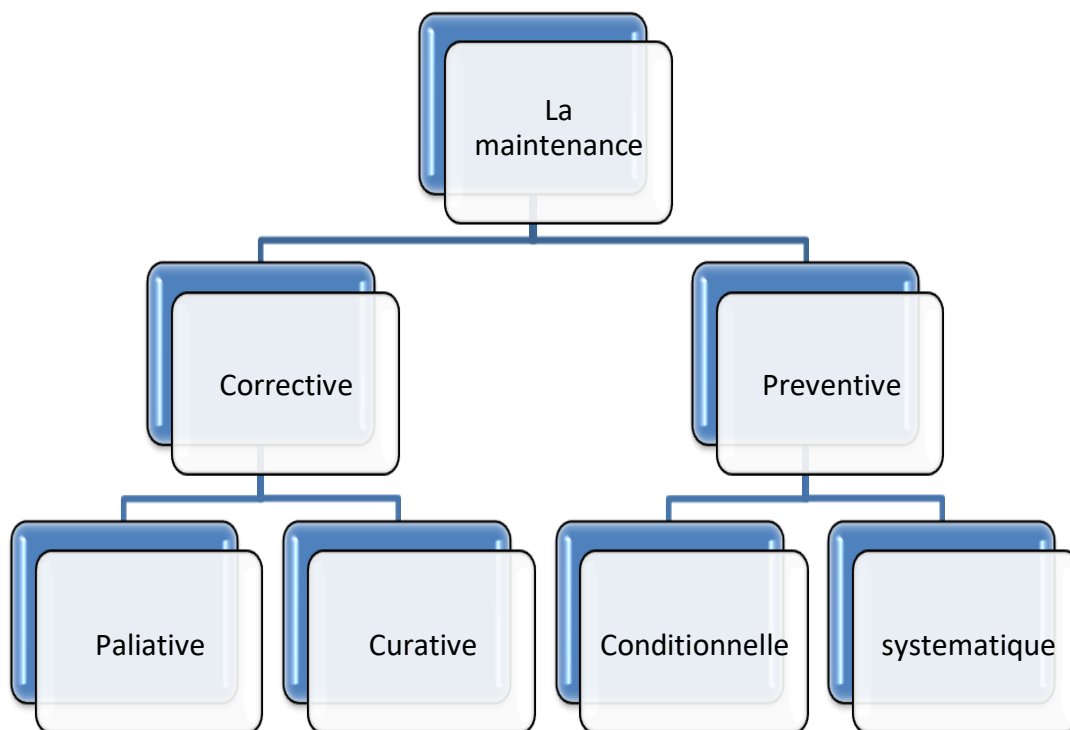 La
maintenance
Corrective
Preventive
Paliative
Curative
Conditionnelle
systematique